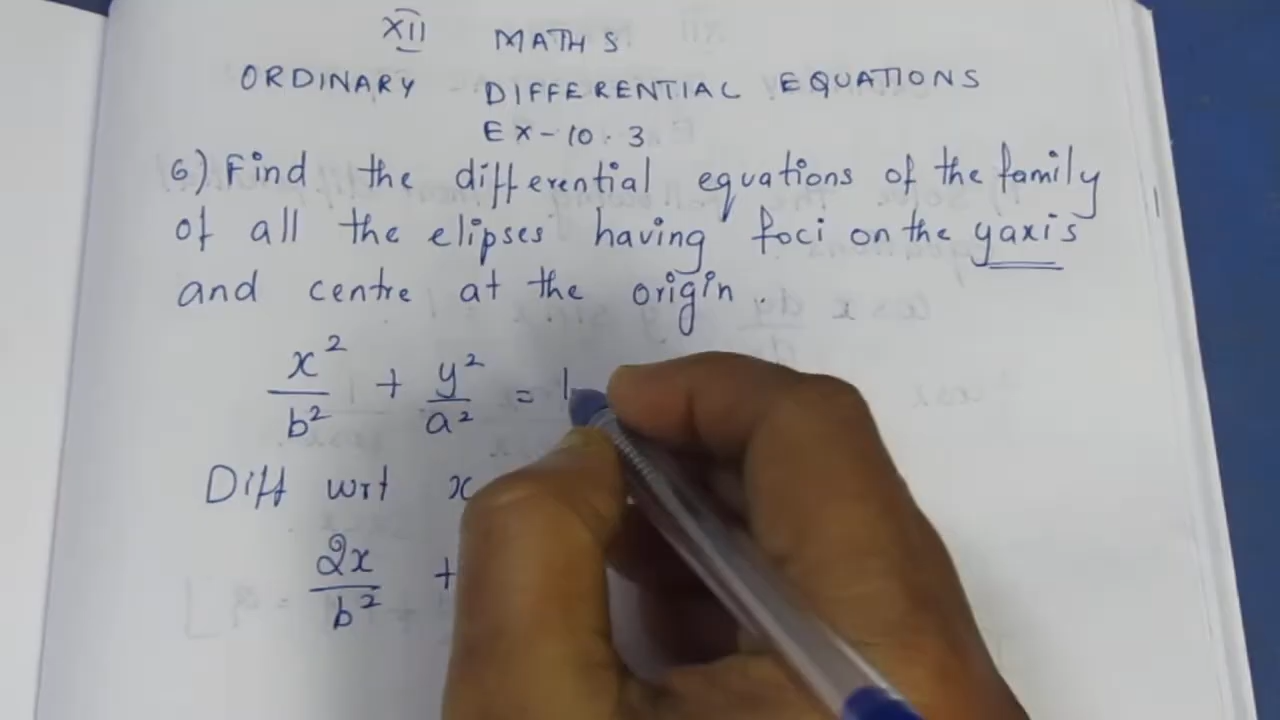 XII MATHS
ORDINARY DIFFERENTIAL EQUATIONS
EX-10.3
6) Find the differential equations of the family
of all the elipses having foci on the yaxis
and centre at the origin.
x²/b² + y²/a² = 1
Diff wrt x
2x/b² +